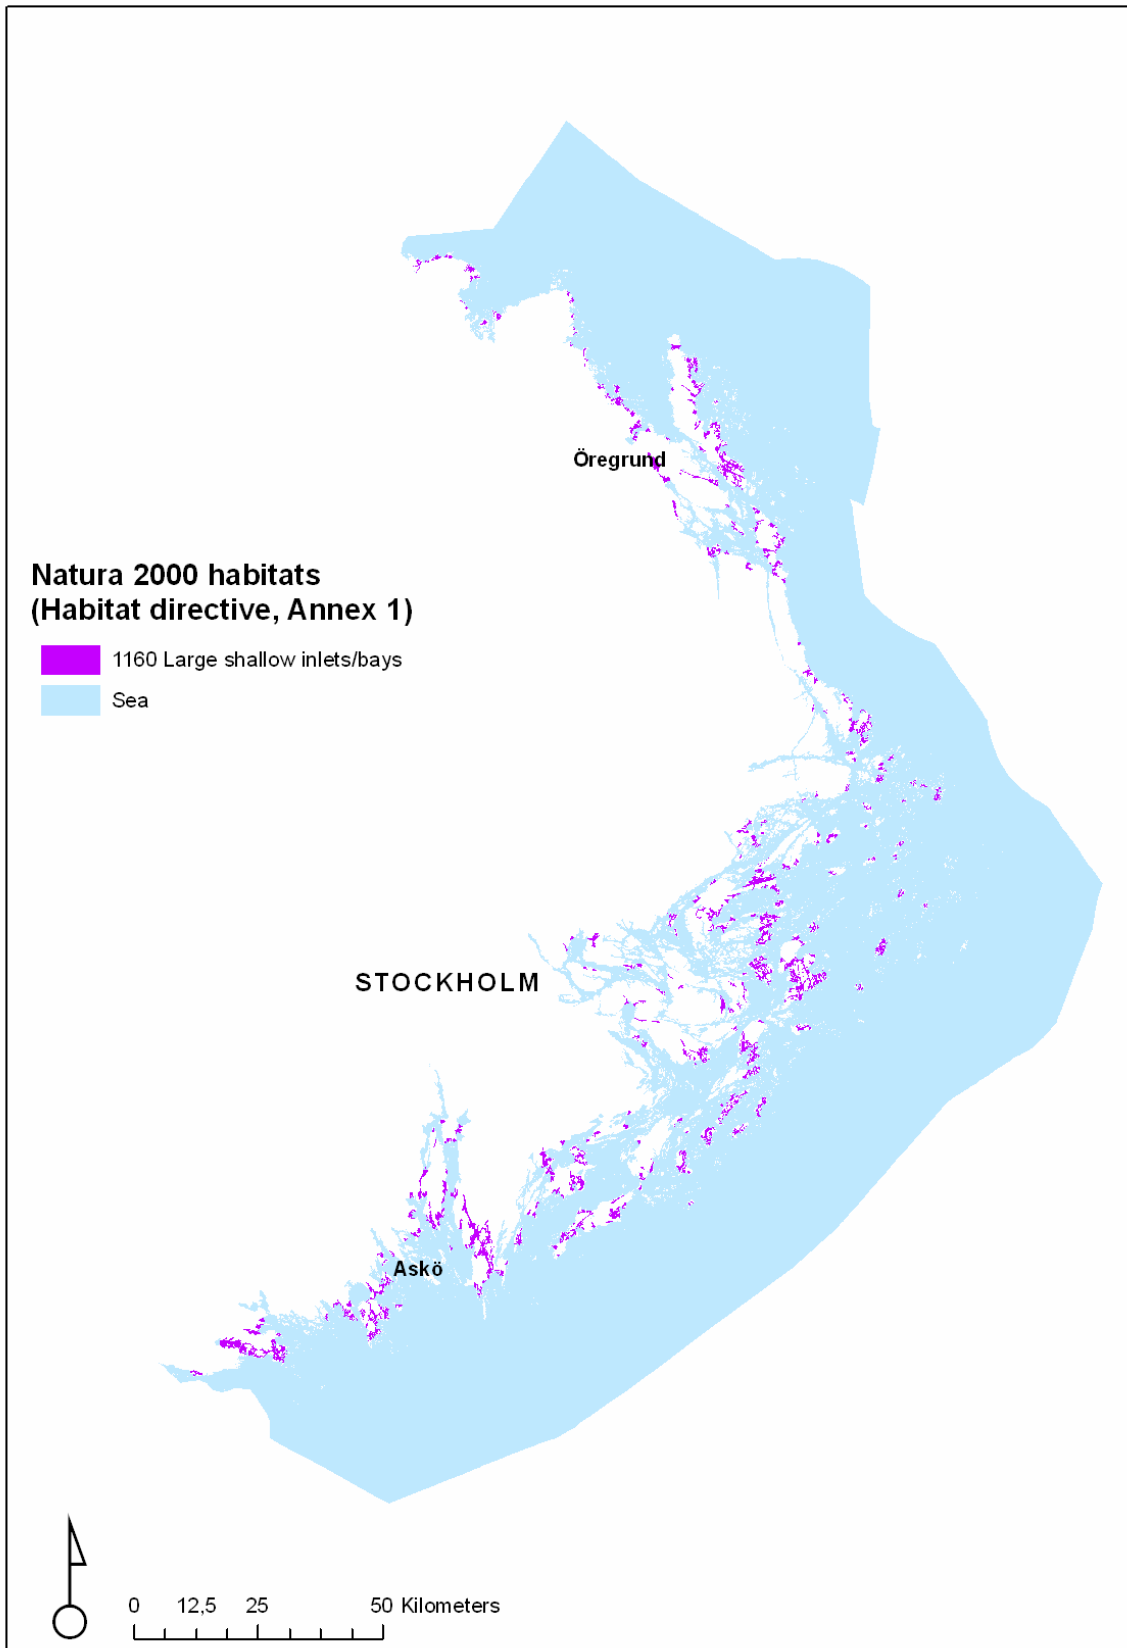 Öregrund
Natura 2000 habitats
(Habitat directive, Annex 1)
1160 Large shallow inlets/bays
Sea
STOCKHOLM
Askö
0 12,5 25 50 Kilometers